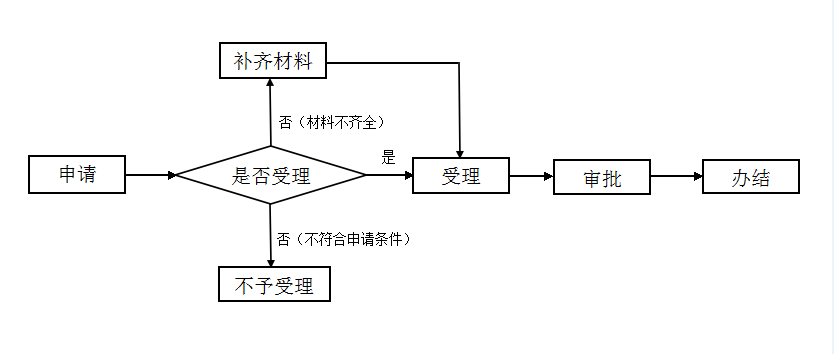 补齐材料
否（材料不齐全）
是
申请
是否受理
受理
审批
办结
否（不符合申请条件）
不予受理